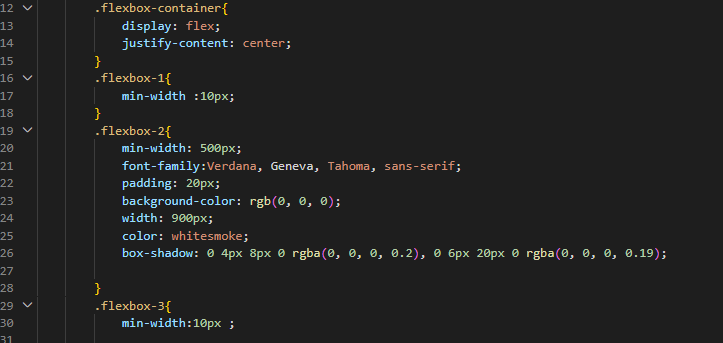 12 .flexbox-container{
13 display: flex;
14 justify-content: center;
15 }
16 .flexbox-1{
17 min-width :10px;
18 }
19 .flexbox-2{
20 min-width: 500px;
21 font-family:Verdana, Geneva, Tahoma, sans-serif;
22 padding: 20px;
23 background-color: rgb(0, 0, 0);
24 width: 900px;
25 color: whitesmoke;
26 box-shadow: 0 4px 8px 0 rgba(0, 0, 0, 0.2), 0 6px 20px 0 rgba(0, 0, 0, 0.19);
27
28 }
29 .flexbox-3{
30 min-width:10px ;
31